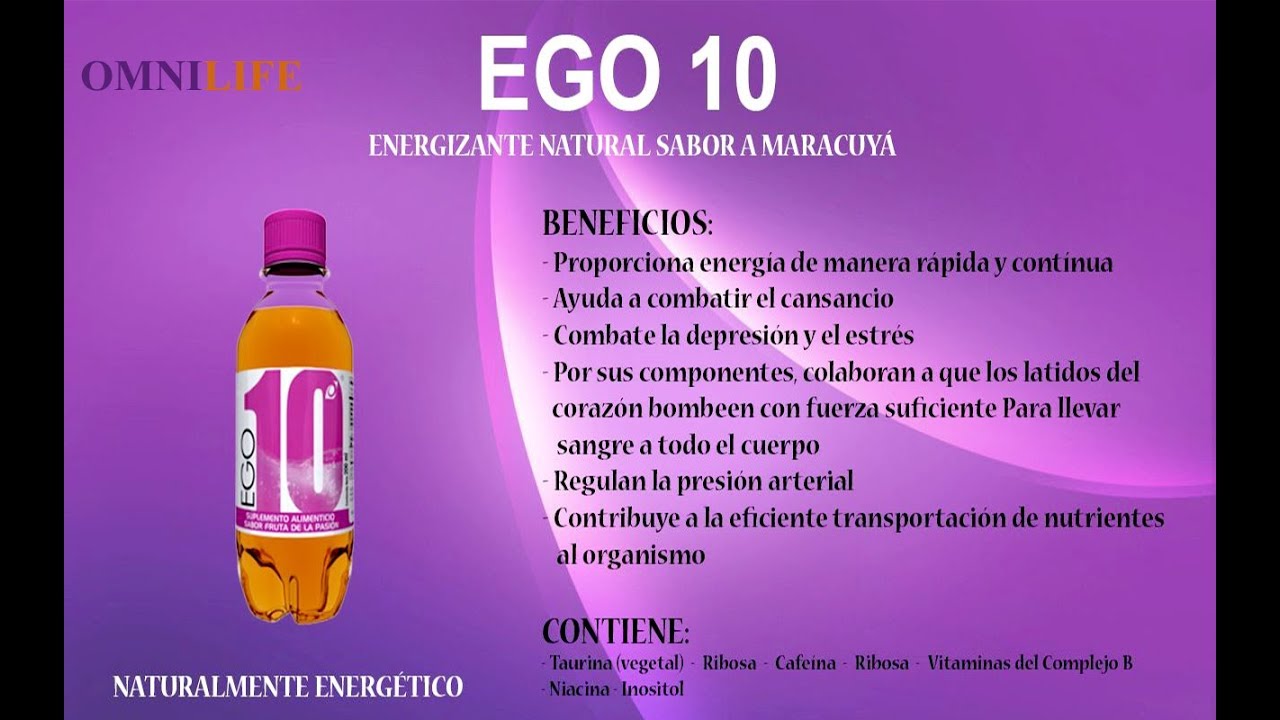 OMNILIFE
EGO 10
ENERGIZANTE NATURAL SABOR A MARACUYÁ
BENEFICIOS:
- Proporciona energía de manera rápida y contínua
- Ayuda a combatir el cansancio
- Combate la depresión y el estrés
- Por sus componentes, colaboran a que los latidos del
corazón bombeen con fuerza suficiente Para llevar
sangre a todo el cuerpo
- Regulan la presión arterial
- Contribuye a la eficiente transportación de nutrientes
al organismo
EGO 10
SUPLEMENTO ALIMENTICIO
SABOR FRUTA DE LA PASIÓN
CONTIENE:
- Taurina (vegetal) - Ribosa - Cafeína - Ribosa - Vitaminas del Complejo B
- Niacina - Inositol
NATURALMENTE ENERGÉTICO